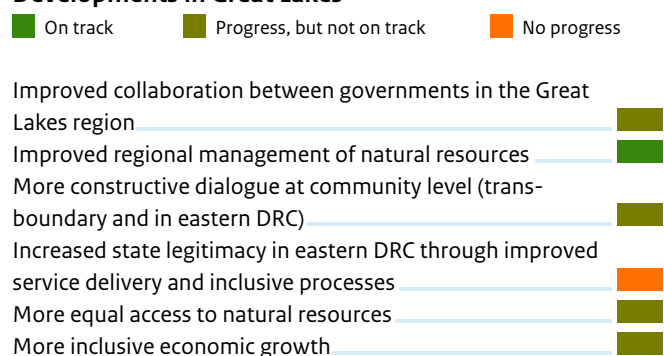 Developments in Great Lakes
On track
Progress, but not on track
No progress
Improved collaboration between governments in the Great
Lakes region
Improved regional management of natural resources
More constructive dialogue at community level (trans-
boundary and in eastern DRC)
Increased state legitimacy in eastern DRC through improved
service delivery and inclusive processes
More equal access to natural resources
More inclusive economic growth